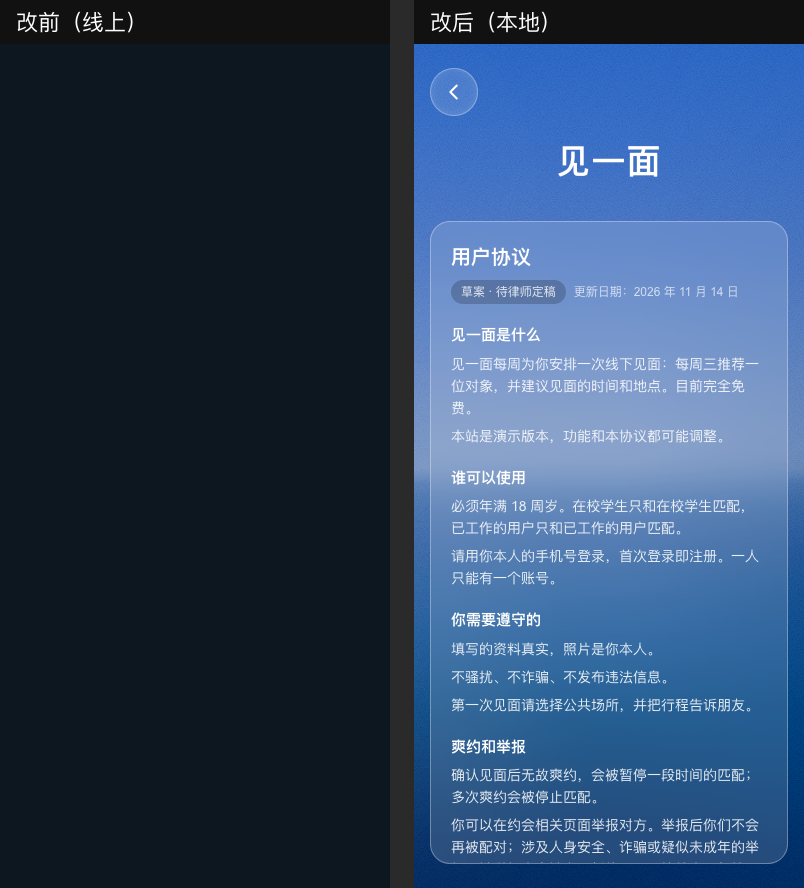 改前（线上）
改后（本地）
见一面
用户协议
草案 · 待律师定稿 更新日期：2026 年 11 月 14 日
见一面是什么
见一面每周为你安排一次线下见面：每周三推荐一
位对象，并建议见面的时间和地点。目前完全免
费。
本站是演示版本，功能和本协议都可能调整。
谁可以使用
必须年满 18 周岁。在校学生只和在校学生匹配，
已工作的用户只和已工作的用户匹配。
请用你本人的手机号登录，首次登录即注册。一人
只能有一个账号。
你需要遵守的
填写的资料真实，照片是你本人。
不骚扰、不诈骗、不发布违法信息。
第一次见面请选择公共场所，并把行程告诉朋友。
爽约和举报
确认见面后无故爽约，会被暂停一段时间的匹配；
多次爽约会被停止匹配。
你可以在约会相关页面举报对方。举报后你们不会
再被配对；涉及人身安全、诈骗或疑似未成年的举